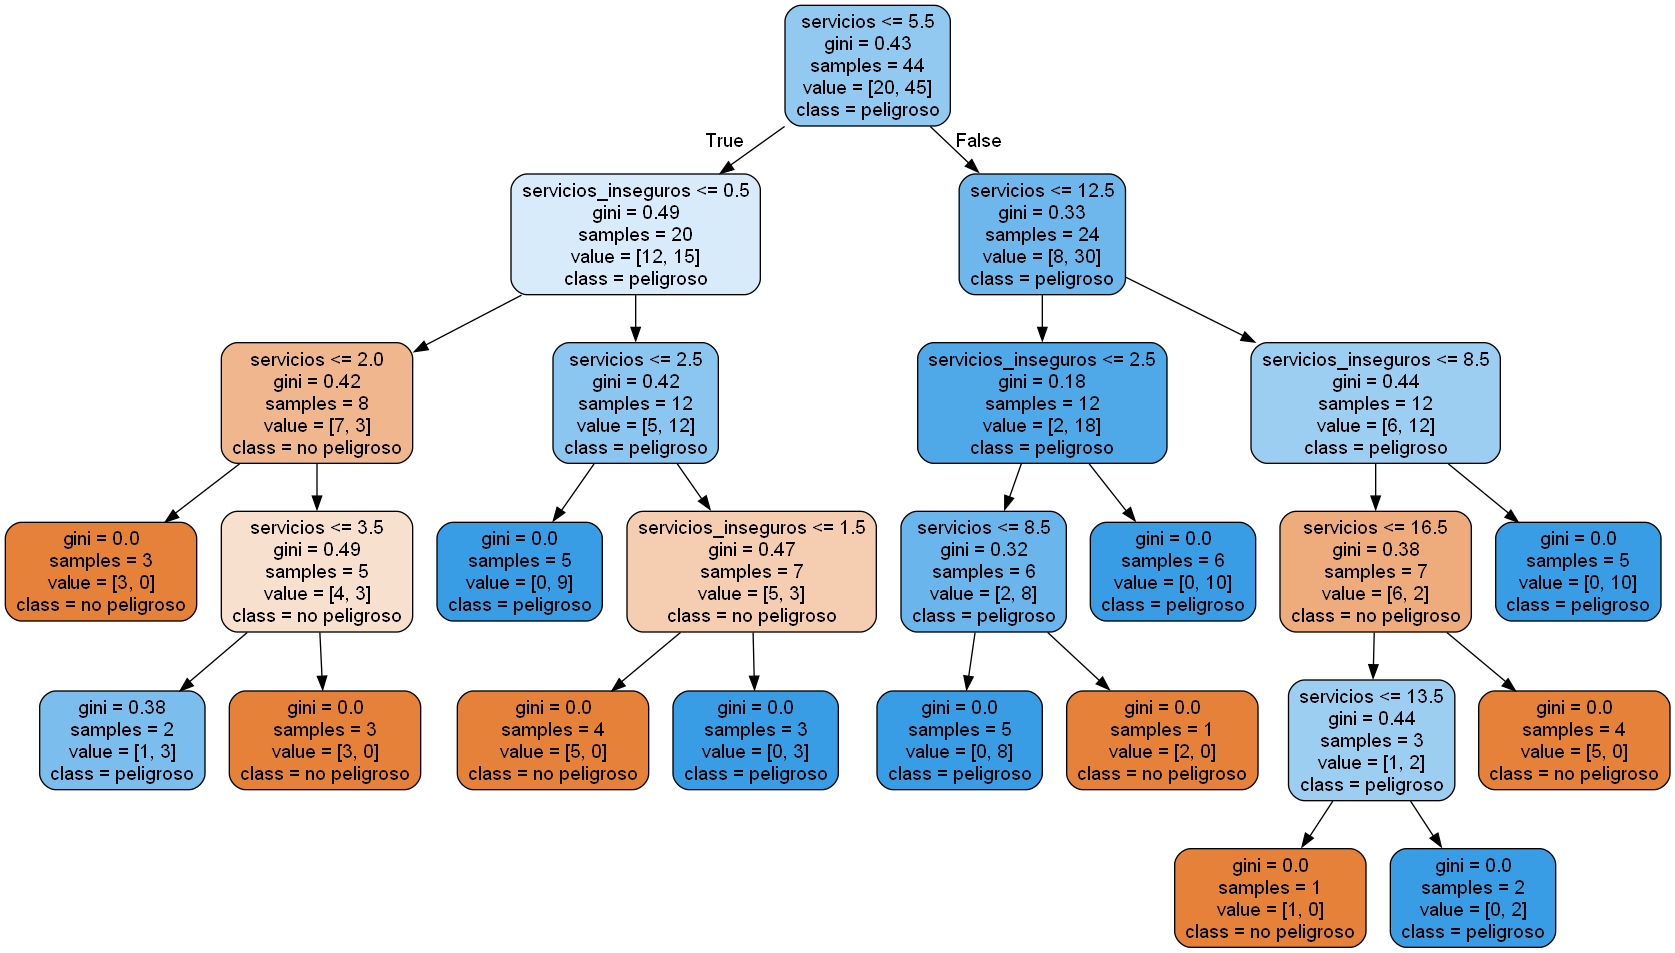 servicios <= 5.5
gini = 0.43
samples = 44
value = [20, 45]
class = peligroso
True
False
servicios_inseguros <= 0.5
gini = 0.49
samples = 20
value = [12, 15]
class = peligroso
servicios <= 12.5
gini = 0.33
samples = 24
value = [8, 30]
class = peligroso
servicios <= 2.0
gini = 0.42
samples = 8
value = [7, 3]
class = no peligroso
servicios <= 2.5
gini = 0.42
samples = 12
value = [5, 12]
class = peligroso
servicios_inseguros <= 2.5
gini = 0.18
samples = 12
value = [2, 18]
class = peligroso
servicios_inseguros <= 8.5
gini = 0.44
samples = 12
value = [6, 12]
class = peligroso
gini = 0.0
samples = 3
value = [3, 0]
class = no peligroso
servicios <= 3.5
gini = 0.49
samples = 5
value = [4, 3]
class = no peligroso
gini = 0.0
samples = 5
value = [0, 9]
class = peligroso
servicios_inseguros <= 1.5
gini = 0.47
samples = 7
value = [5, 3]
class = no peligroso
servicios <= 8.5
gini = 0.32
samples = 6
value = [2, 8]
class = peligroso
gini = 0.0
samples = 6
value = [0, 10]
class = peligroso
servicios <= 16.5
gini = 0.38
samples = 7
value = [6, 2]
class = no peligroso
gini = 0.0
samples = 5
value = [0, 10]
class = peligroso
gini = 0.38
samples = 2
value = [1, 3]
class = peligroso
gini = 0.0
samples = 3
value = [3, 0]
class = no peligroso
gini = 0.0
samples = 4
value = [5, 0]
class = no peligroso
gini = 0.0
samples = 3
value = [0, 3]
class = peligroso
gini = 0.0
samples = 5
value = [0, 8]
class = peligroso
gini = 0.0
samples = 1
value = [2, 0]
class = no peligroso
servicios <= 13.5
gini = 0.44
samples = 3
value = [1, 2]
class = peligroso
gini = 0.0
samples = 4
value = [5, 0]
class = no peligroso
gini = 0.0
samples = 1
value = [1, 0]
class = no peligroso
gini = 0.0
samples = 2
value = [0, 2]
class = peligroso